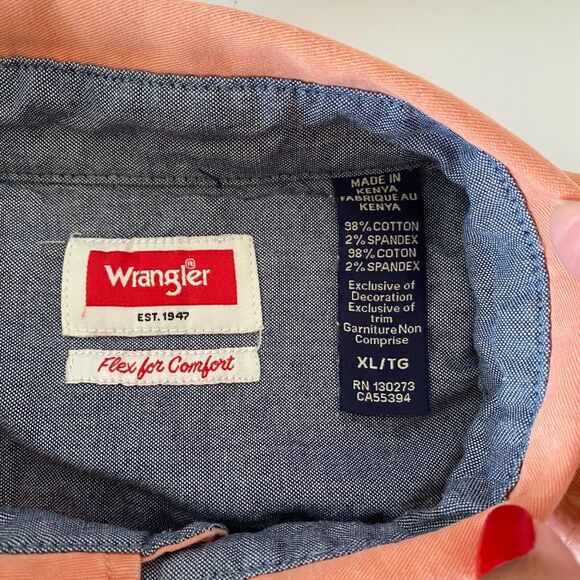 Wrangler®
EST. 1947
Flex for Comfort
MADE IN
KENYA
FABRIQUE AU
KENYA
98% COTTON
2% SPANDEX
98% COTON
2% SPANDEX
Exclusive of
Decoration
Exclusive of
trim
Garniture Non
Comprise
XL/TG
RN 130273
CA55394